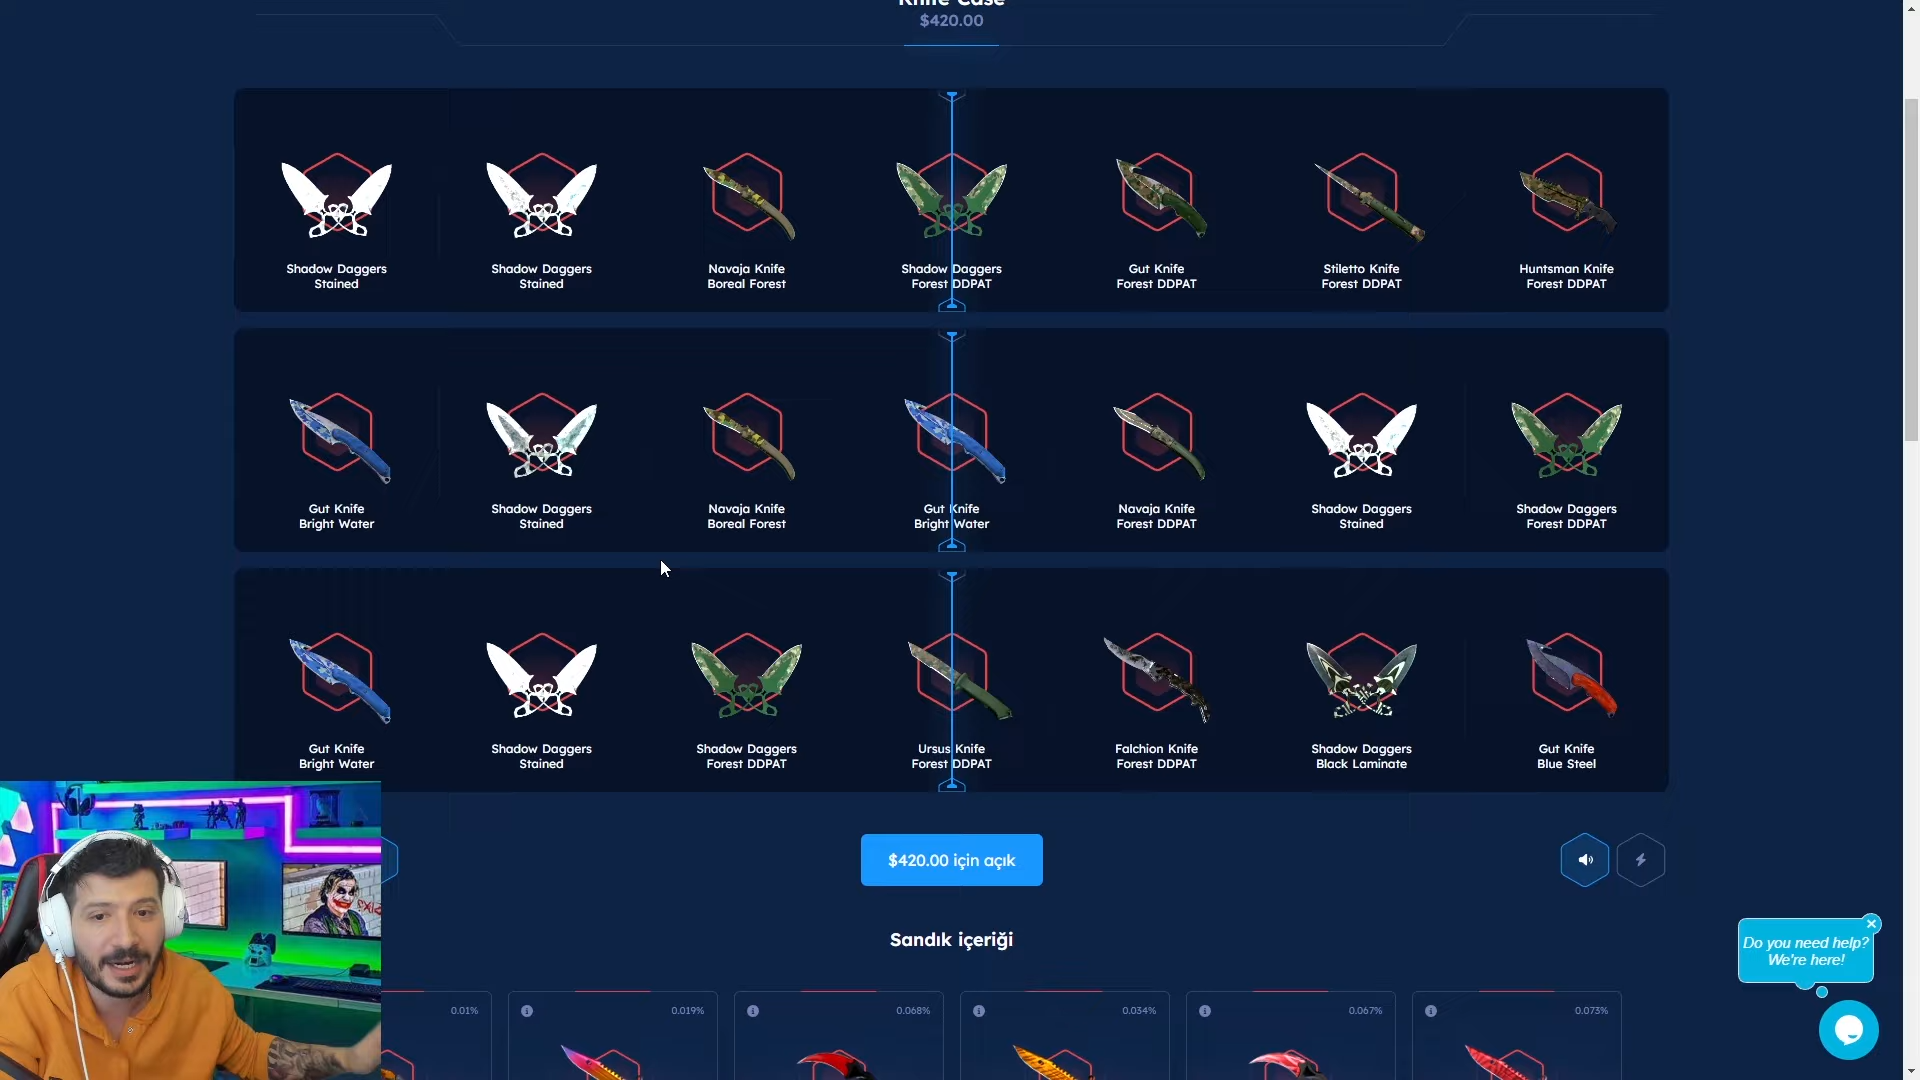 Knife Case
$420.00
Shadow Daggers
Stained
Shadow Daggers
Stained
Navaja Knife
Boreal Forest
Shadow Daggers
Forest DDPAT
Gut Knife
Forest DDPAT
Stiletto Knife
Forest DDPAT
Huntsman Knife
Forest DDPAT
Gut Knife
Bright Water
Shadow Daggers
Stained
Navaja Knife
Boreal Forest
Gut Knife
Bright Water
Navaja Knife
Forest DDPAT
Shadow Daggers
Stained
Shadow Daggers
Forest DDPAT
Gut Knife
Bright Water
Shadow Daggers
Stained
Shadow Daggers
Forest DDPAT
Ursus Knife
Forest DDPAT
Falchion Knife
Forest DDPAT
Shadow Daggers
Black Laminate
Gut Knife
Blue Steel
$420.00 için açık
Sandık içeriği
Do you need help?
We're here!
0.01%
0.019%
0.068%
0.034%
0.067%
0.073%